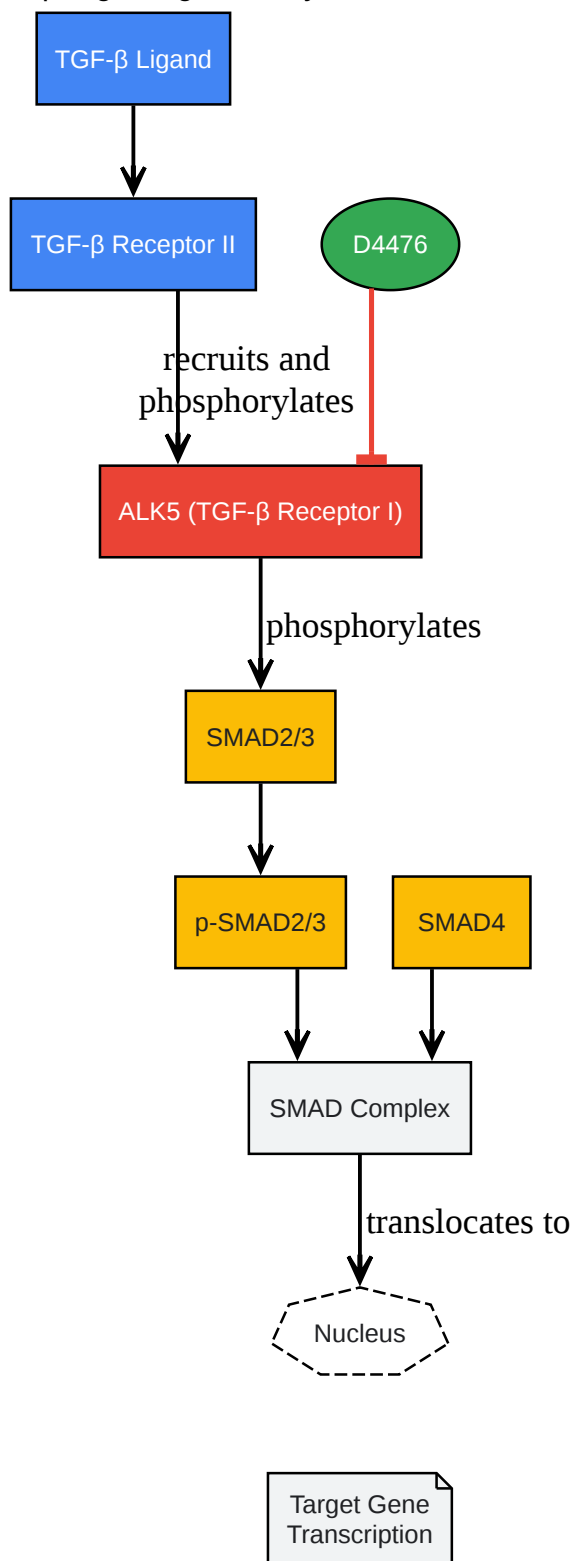 TGF-β Ligand
TGF-β Receptor II
D4476
recruits and
phosphorylates
ALK5 (TGF-β Receptor I)
phosphorylates
SMAD2/3
p-SMAD2/3
SMAD4
SMAD Complex
translocates to
Nucleus
Target Gene
Transcription